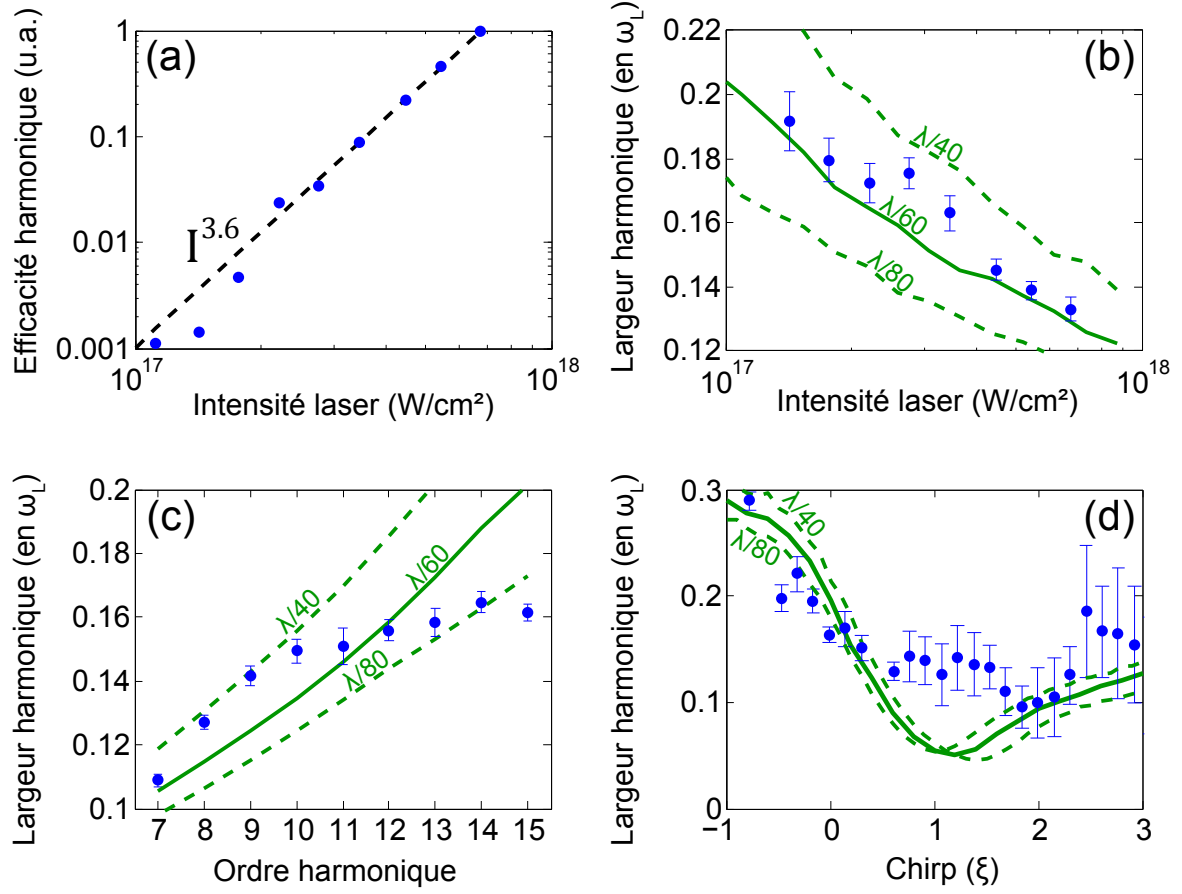 (a)
Efficacité harmonique (u.a.)
1
0.1
0.01
0.001
I^3.6
10^17
10^18
Intensité laser (W/cm²)
(b)
Largeur harmonique (en ω_L)
0.22
0.2
0.18
0.16
0.14
0.12
λ/40
λ/60
λ/80
10^17
10^18
Intensité laser (W/cm²)
(c)
Largeur harmonique (en ω_L)
0.2
0.18
0.16
0.14
0.12
0.1
λ/40
λ/60
λ/80
7 8 9 10 11 12 13 14 15
Ordre harmonique
(d)
Largeur harmonique (en ω_L)
0.3
0.2
0.1
0
λ/40
λ/80
−1 0 1 2 3
Chirp (ξ)